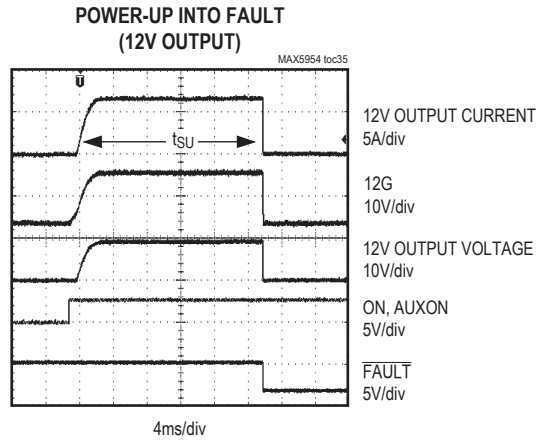 POWER-UP INTO FAULT
(12V OUTPUT)
MAX5954 toc35
T
12V OUTPUT CURRENT
5A/div
tSU
12G
10V/div
12V OUTPUT VOLTAGE
10V/div
ON, AUXON
5V/div
FAULT
5V/div
4ms/div